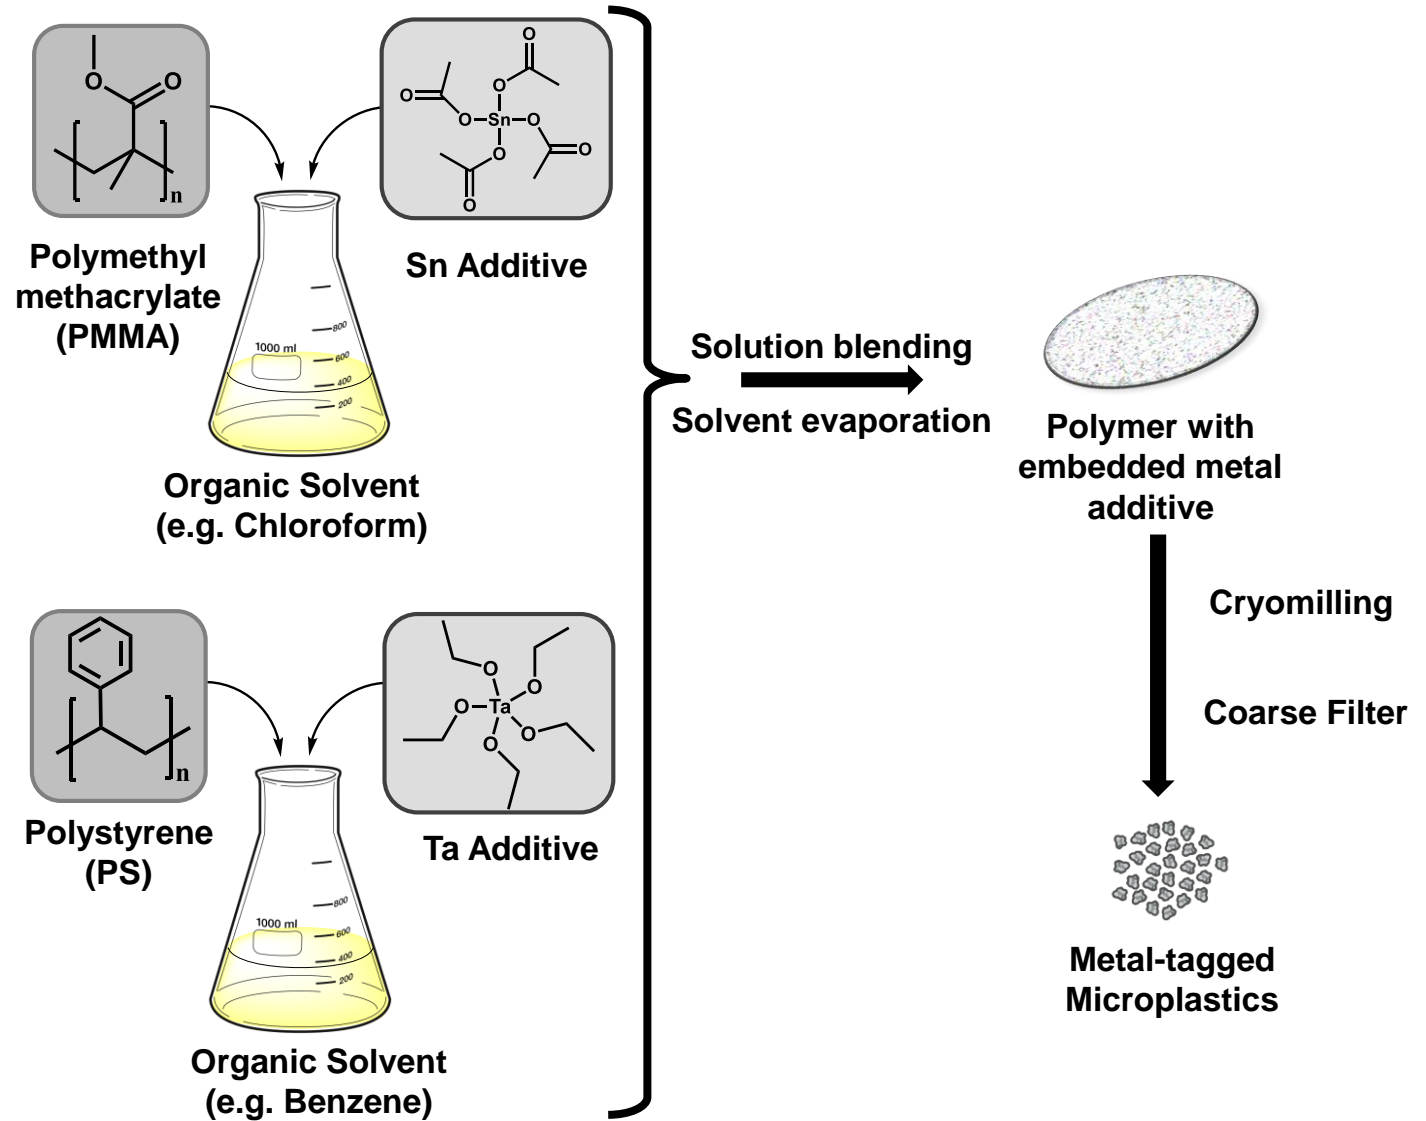 O
O
n
Polymethyl
methacrylate
(PMMA)
O
O
O
O
Sn
O
O
O
O
Sn Additive
1000 ml
800
600
400
200
Organic Solvent
(e.g. Chloroform)
n
Polystyrene
(PS)
O
O
O
Ta
O
O
Ta Additive
1000 ml
800
600
400
200
Organic Solvent
(e.g. Benzene)
Solution blending
Solvent evaporation
Polymer with
embedded metal
additive
Cryomilling
Coarse Filter
Metal-tagged
Microplastics